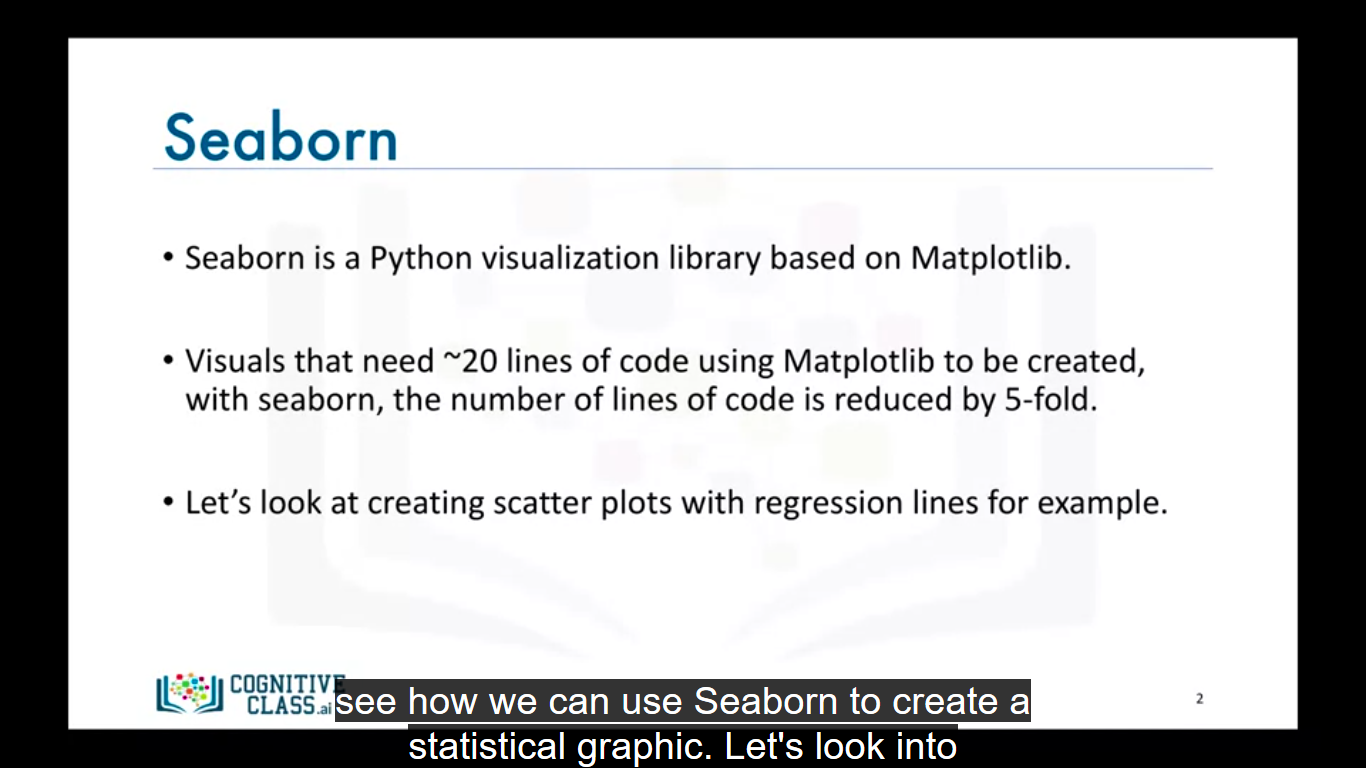 Seaborn
• Seaborn is a Python visualization library based on Matplotlib.
• Visuals that need ~20 lines of code using Matplotlib to be created,
with seaborn, the number of lines of code is reduced by 5-fold.
• Let’s look at creating scatter plots with regression lines for example.
COGNITIVE
CLASS.ai
2
see how we can use Seaborn to create a
statistical graphic. Let's look into